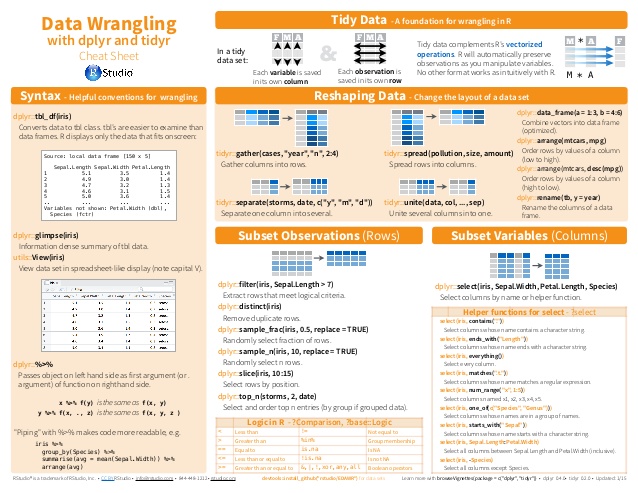 Data Wrangling
with dplyr and tidyr
Cheat Sheet
RStudio
Tidy Data - A foundation for wrangling in R
In a tidy
data set:
F M A
F M A
&
Each variable is saved
in its own column
Each observation is
saved in its own row
Tidy data complements R's vectorized
operations. R will automatically preserve
observations as you manipulate variables.
No other format works as intuitively with R.
M * A F
M * A
Syntax - Helpful conventions for wrangling
dplyr::tbl_df(iris)
Converts data to tbl class. tbl's are easier to examine than
data frames. R displays only the data that fits onscreen:
Source: local data frame [150 x 5]
Sepal.Length Sepal.Width Petal.Length
1 5.1 3.5 1.4
2 4.9 3.0 1.4
3 4.7 3.2 1.3
4 4.6 3.1 1.5
5 5.0 3.6 1.4
.. ... ... ...
Variables not shown: Petal.Width (dbl),
Species (fctr)
dplyr::glimpse(iris)
Information dense summary of tbl data.
utils::View(iris)
View data set in spreadsheet-like display (note capital V).
dplyr::%>%
Passes object on left hand side as first argument (or .
argument) of function on righthand side.
x %>% f(y) is the same as f(x, y)
y %>% f(x, ., z) is the same as f(x, y, z )
"Piping" with %>% makes code more readable, e.g.
iris %>%
group_by(Species) %>%
summarise(avg = mean(Sepal.Width)) %>%
arrange(avg)
Reshaping Data - Change the layout of a data set
tidyr::gather(cases, "year", "n", 2:4)
Gather columns into rows.
tidyr::spread(pollution, size, amount)
Spread rows into columns.
tidyr::separate(storms, date, c("y", "m", "d"))
Separate one column into several.
tidyr::unite(data, col, ..., sep)
Unite several columns into one.
dplyr::data_frame(a = 1:3, b = 4:6)
Combine vectors into data frame
(optimized).
dplyr::arrange(mtcars, mpg)
Order rows by values of a column
(low to high).
dplyr::arrange(mtcars, desc(mpg))
Order rows by values of a column
(high to low).
dplyr::rename(tb, y = year)
Rename the columns of a data
frame.
Subset Observations (Rows)
dplyr::filter(iris, Sepal.Length > 7)
Extract rows that meet logical criteria.
dplyr::distinct(iris)
Remove duplicate rows.
dplyr::sample_frac(iris, 0.5, replace = TRUE)
Randomly select fraction of rows.
dplyr::sample_n(iris, 10, replace = TRUE)
Randomly select n rows.
dplyr::slice(iris, 10:15)
Select rows by position.
dplyr::top_n(storms, 2, date)
Select and order top n entries (by group if grouped data).
Logic in R - ?Comparison, ?base::Logic
< Less than != Not equal to
> Greater than %in% Group membership
== Equal to is.na Is NA
<= Less than or equal to !is.na Is not NA
>= Greater than or equal to &, |, !, xor, any, all Boolean operators
Subset Variables (Columns)
dplyr::select(iris, Sepal.Width, Petal.Length, Species)
Select columns by name or helper function.
Helper functions for select - ?select
select(iris, contains("."))
Select columns whose name contains a character string.
select(iris, ends_with("Length"))
Select columns whose name ends with a character string.
select(iris, everything())
Select every column.
select(iris, matches(".t."))
Select columns whose name matches a regular expression.
select(iris, num_range("x", 1:5))
Select columns named x1, x2, x3, x4, x5.
select(iris, one_of(c("Species", "Genus")))
Select columns whose names are in a group of names.
select(iris, starts_with("Sepal"))
Select columns whose name starts with a character string.
select(iris, Sepal.Length:Petal.Width)
Select all columns between Sepal.Length and Petal.Width (inclusive).
select(iris, -Species)
Select all columns except Species.
RStudio® is a trademark of RStudio, Inc. • CC BY RStudio • info@rstudio.com • 844-448-1212 • rstudio.com
devtools::install_github("rstudio/EDAWR") for data sets
Learn more with browseVignettes(package = c("dplyr", "tidyr")) • dplyr 0.4.0 • tidyr 0.2.0 • Updated: 1/15